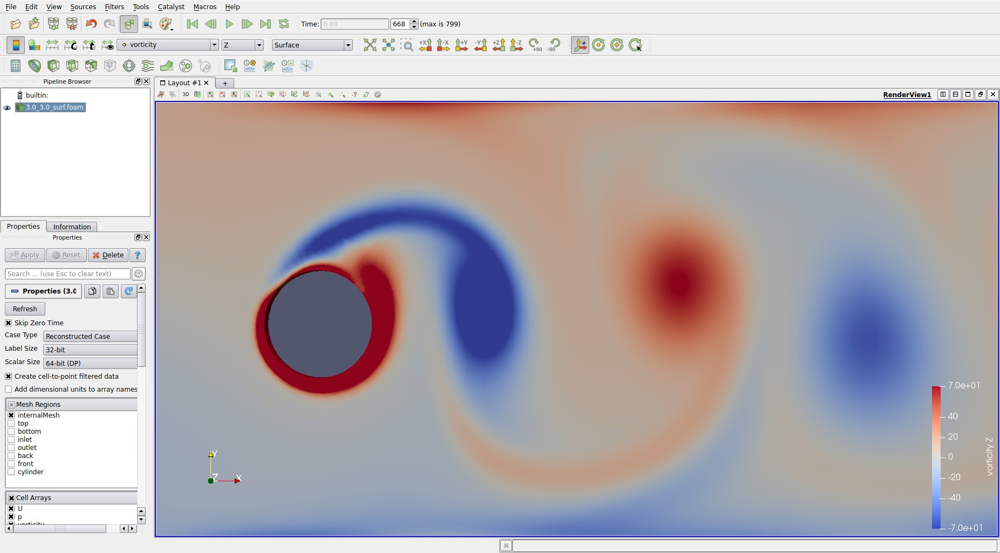 File Edit View Sources Filters Tools Catalyst Macros Help
Time: 6.69 668 (max is 799)
C t vorticity Z Surface +X -X +Y -Y +Z -Z +90 -90
Pipeline Browser
Layout #1 +
builtin:
3D RenderView1
3.0_3.0_surf.foam
Properties Information
Properties
Apply Reset Delete ?
Search ... (use Esc to clear text)
Properties (3.0
Refresh
Skip Zero Time
Case Type Reconstructed Case
Label Size 32-bit
Scalar Size 64-bit (DP)
Create cell-to-point filtered data
Add dimensional units to array names
Mesh Regions
internalMesh
top
bottom
inlet
outlet
back
front
cylinder
Cell Arrays
U
p
vorticity
Y
Z X
7.0e+01
40
20
0
-20
-40
-7.0e+01
vorticity Z